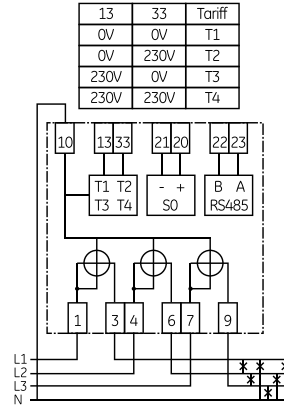 13 33 Tariff
0V 0V T1
0V 230V T2
230V 0V T3
230V 230V T4
10 13 33 21 20 22 23
T1 T2 - + B A
T3 T4 S0 RS485
1 3 4 6 7 9
L1
L2
L3
N